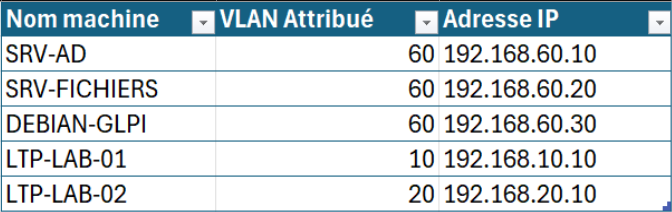 Nom machine VLAN Attribué Adresse IP
SRV-AD 60 192.168.60.10
SRV-FICHIERS 60 192.168.60.20
DEBIAN-GLPI 60 192.168.60.30
LTP-LAB-01 10 192.168.10.10
LTP-LAB-02 20 192.168.20.10